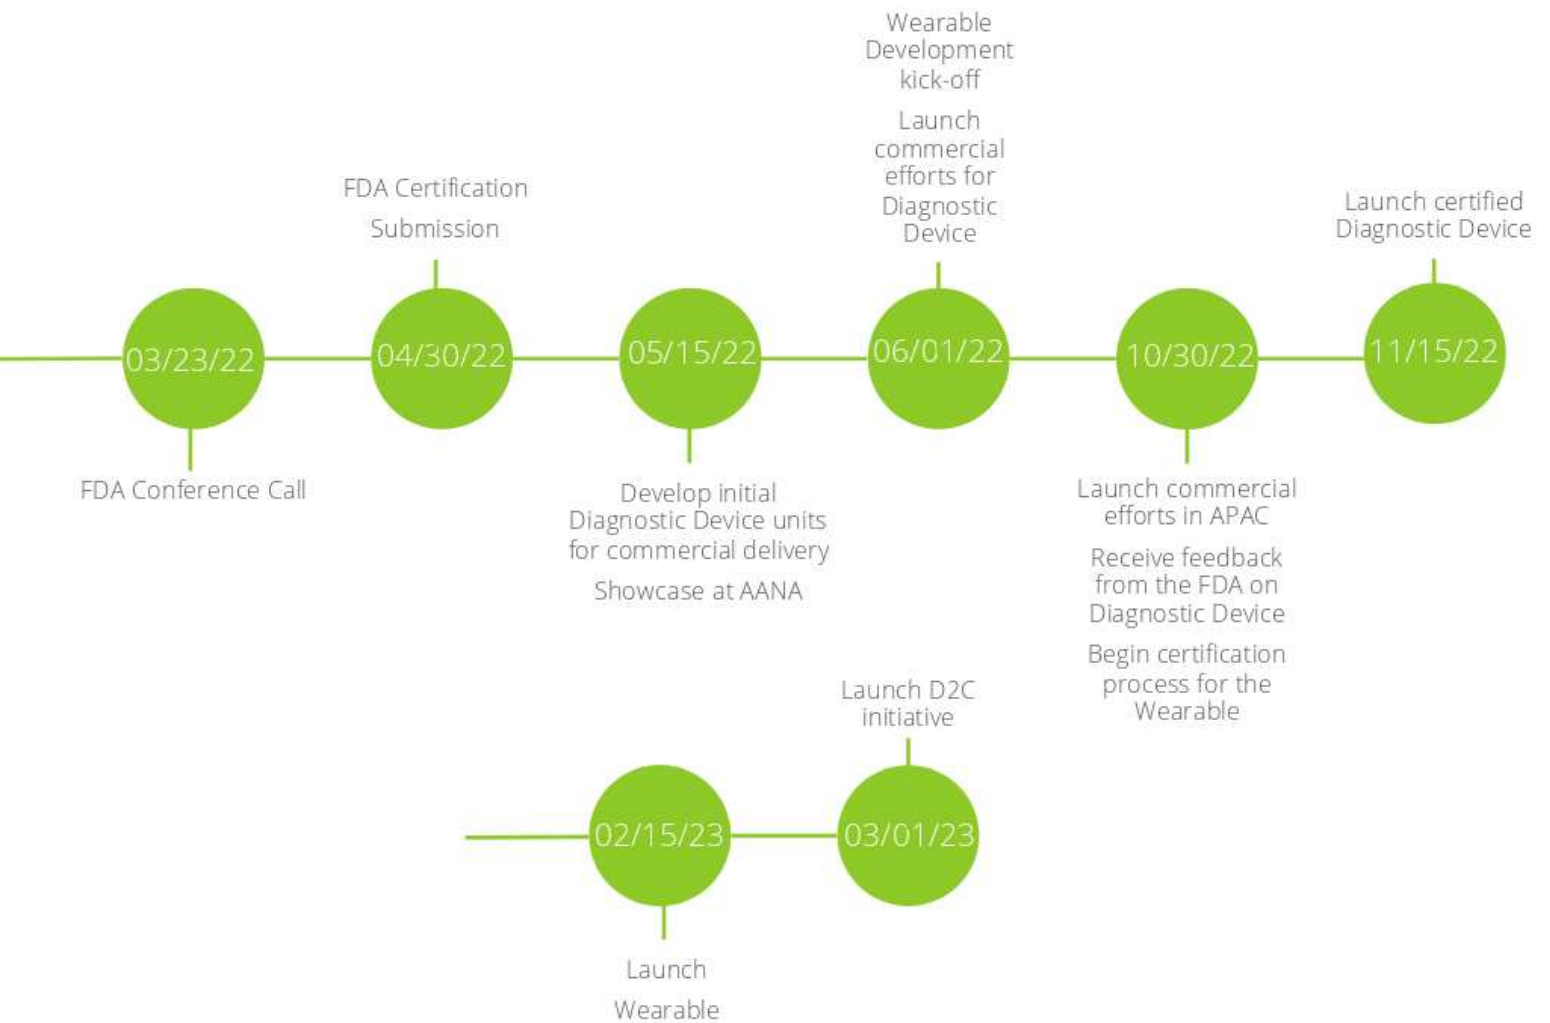 03/23/22
FDA Conference Call
FDA Certification
Submission
04/30/22
05/15/22
Develop initial
Diagnostic Device units
for commercial delivery
Showcase at AANA
Wearable
Development
kick-off
Launch
commercial
efforts for
Diagnostic
Device
06/01/22
10/30/22
Launch commercial
efforts in APAC
Receive feedback
from the FDA on
Diagnostic Device
Begin certification
process for the
Wearable
Launch certified
Diagnostic Device
11/15/22
02/15/23
Launch
Wearable
Launch D2C
initiative
03/01/23